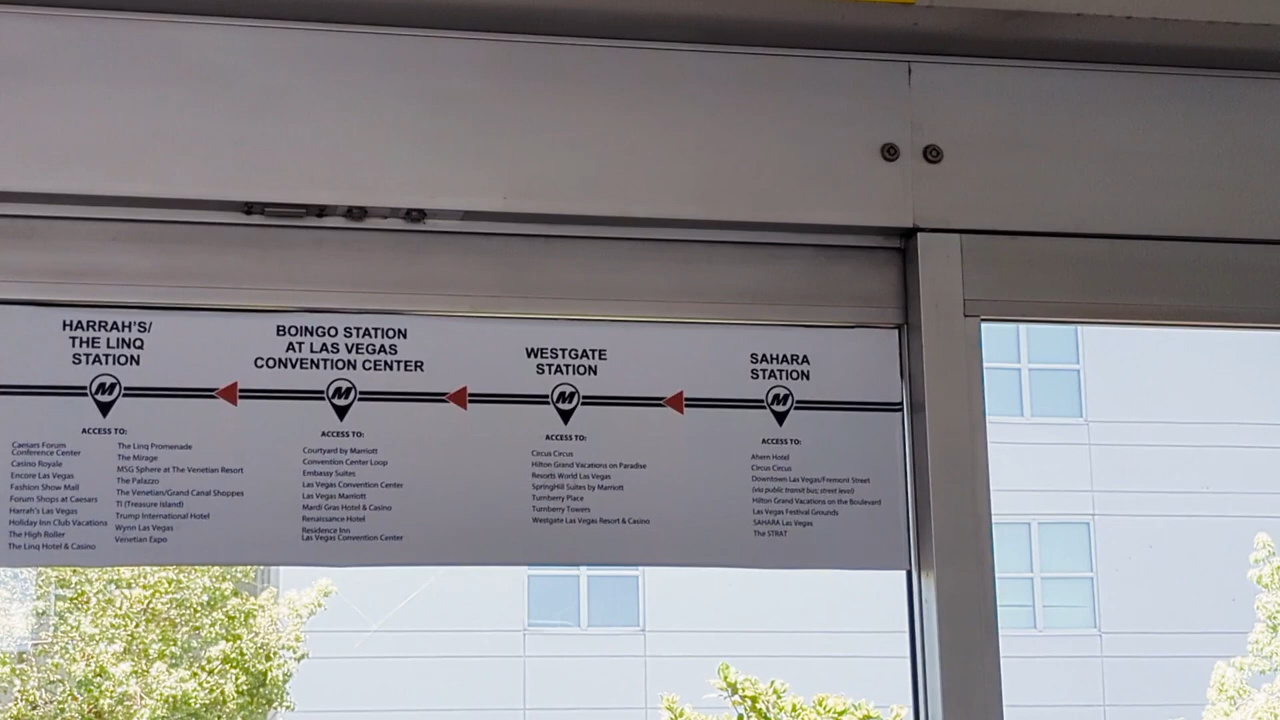 HARRAH'S/
THE LINQ
STATION
M
ACCESS TO:
Caesars Forum
Conference Center
Casino Royale
Encore Las Vegas
Fashion Show Mall
Forum Shops at Caesars
Harrah's Las Vegas
Holiday Inn Club Vacations
The High Roller
The Linq Hotel & Casino
The Linq Promenade
The Mirage
MSG Sphere at The Venetian Resort
The Palazzo
The Venetian/Grand Canal Shoppes
TI (Treasure Island)
Trump International Hotel
Wynn Las Vegas
Venetian Expo
BOINGO STATION
AT LAS VEGAS
CONVENTION CENTER
M
ACCESS TO:
Courtyard by Marriott
Convention Center Loop
Embassy Suites
Las Vegas Convention Center
Las Vegas Marriott
Mardi Gras Hotel & Casino
Renaissance Hotel
Residence Inn
Las Vegas Convention Center
WESTGATE
STATION
M
ACCESS TO:
Circus Circus
Hilton Grand Vacations on Paradise
Resorts World Las Vegas
SpringHill Suites by Marriott
Turnberry Place
Turnberry Towers
Westgate Las Vegas Resort & Casino
SAHARA
STATION
M
ACCESS TO:
Ahern Hotel
Circus Circus
Downtown Las Vegas/Fremont Street
(via public transit bus; street level)
Hilton Grand Vacations on the Boulevard
Las Vegas Festival Grounds
SAHARA Las Vegas
The STRAT